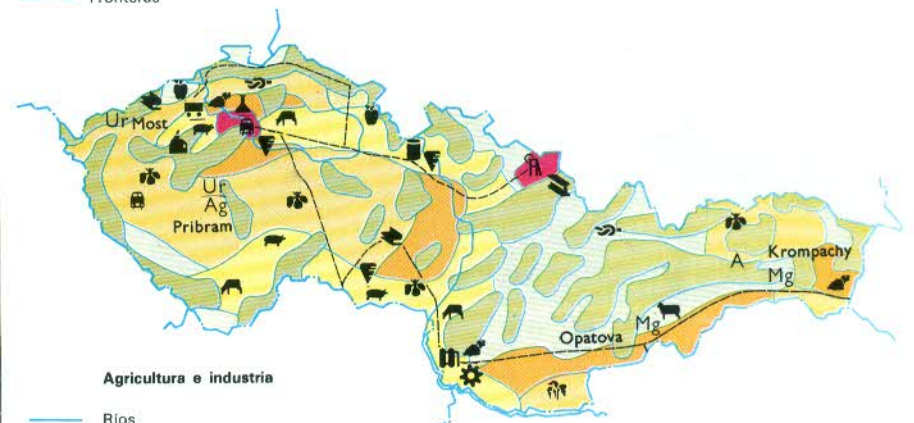 Fronteras
Ur Most
Ur
Ag
Pribram
A
Krompachy
Mg
Mg
Opatova
Agricultura e industria
Ríos